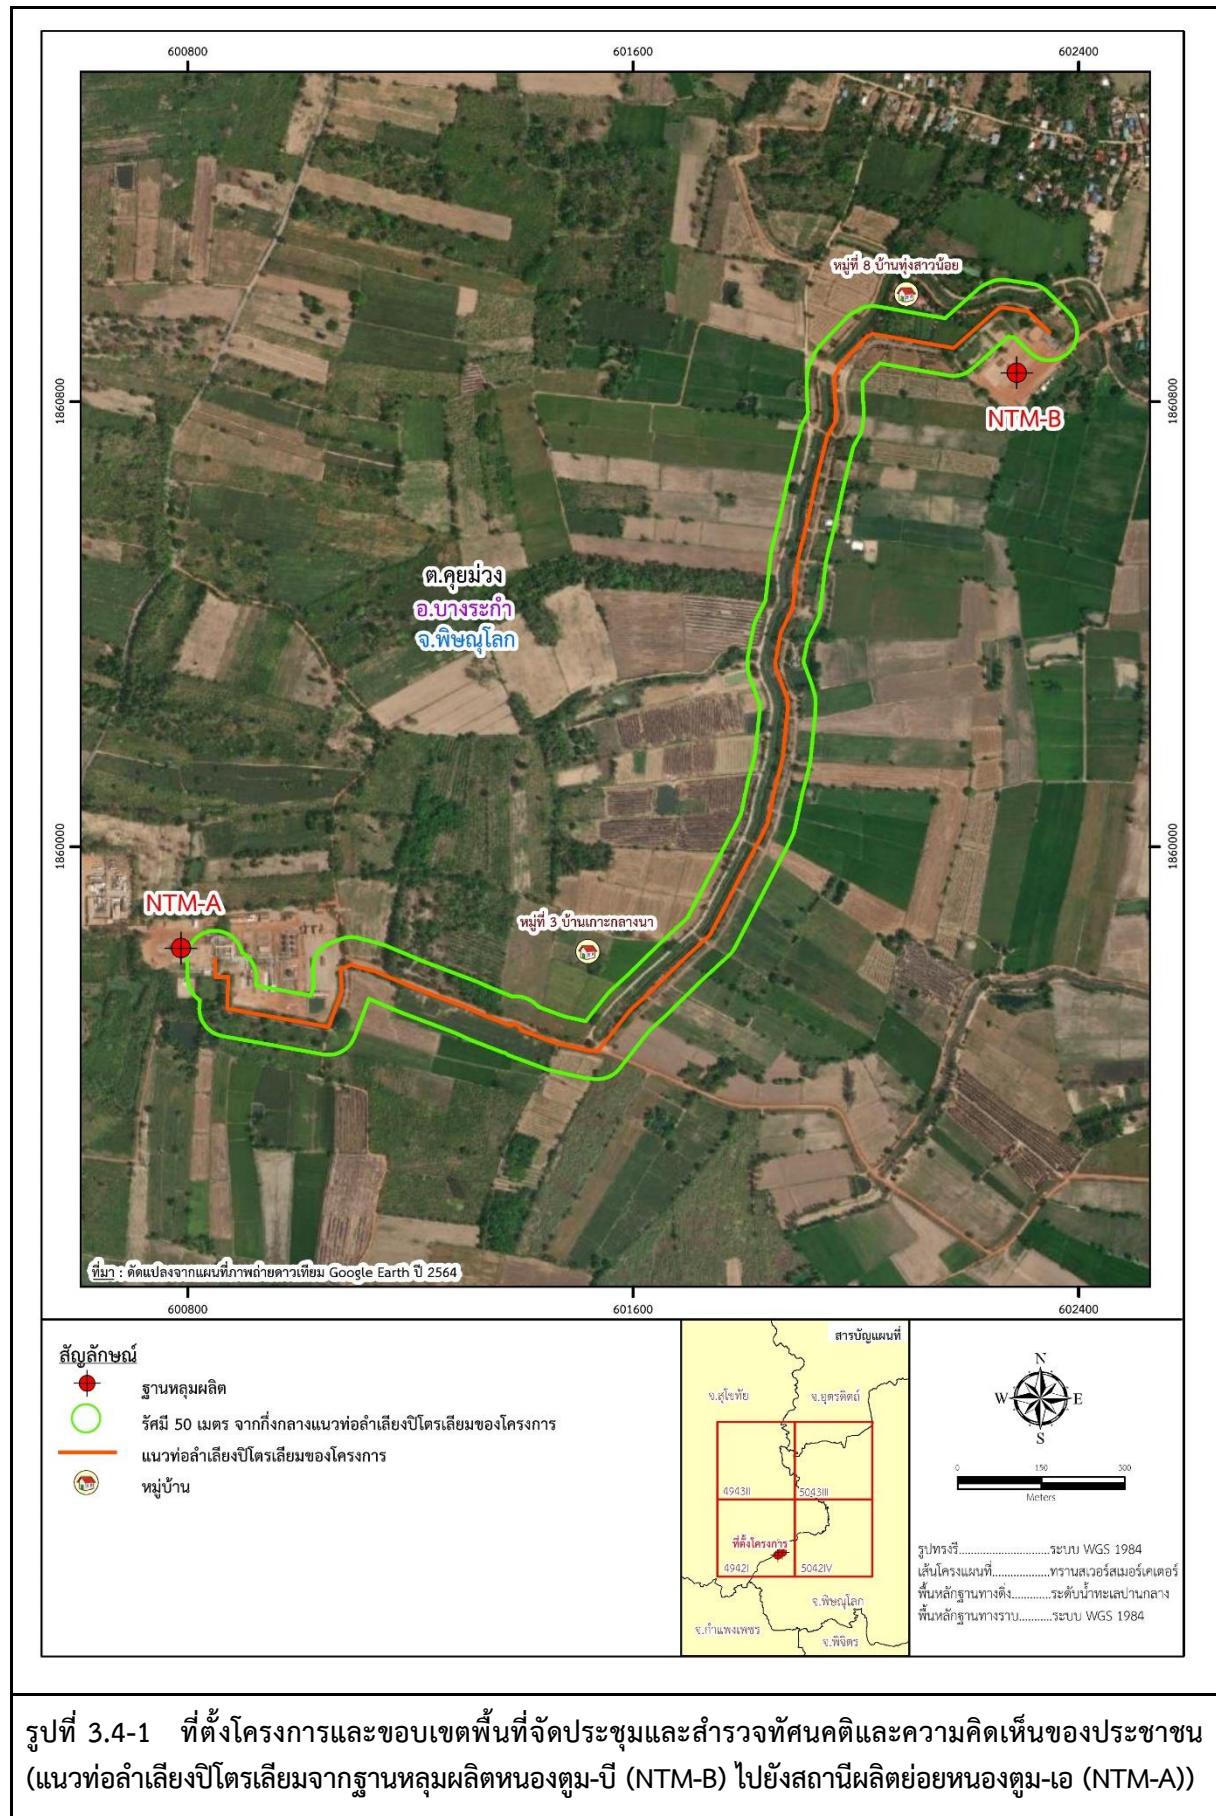 600800
601600
602400
หมู่ที่ 8 บ้านทุ่งสาวน้อย
1860800
1860800
NTM-B
ต.คุยม่วง
อ.บางระกำ
จ.พิษณุโลก
1860000
1860000
NTM-A
หมู่ที่ 3 บ้านเกาะกลางนา
ที่มา : ดัดแปลงจากแผนที่ภาพถ่ายดาวเทียม Google Earth ปี 2564
600800
601600
602400
สัญลักษณ์
ฐานหลุมผลิต
รัศมี 50 เมตร จากกึ่งกลางแนวท่อลำเลียงปิโตรเลียมของโครงการ
แนวท่อลำเลียงปิโตรเลียมของโครงการ
หมู่บ้าน
สารบัญแผนที่
จ.สุโขทัย
จ.อุตรดิตถ์
4943II
5043III
ที่ตั้งโครงการ
4942I
5042IV
จ.พิษณุโลก
จ.กำแพงเพชร
จ.พิจิตร
N
W
E
S
0 150 300
Meters
รูปทรงรี..............................ระบบ WGS 1984
เส้นโครงแผนที่...................ทรานสเวอร์สเมอร์เคเตอร์
พื้นหลักฐานทางดิ่ง.............ระดับน้ำทะเลปานกลาง
พื้นหลักฐานทางราบ...........ระบบ WGS 1984
รูปที่ 3.4-1 ที่ตั้งโครงการและขอบเขตพื้นที่จัดประชุมและสำรวจทัศนคติและความคิดเห็นของประชาชน
(แนวท่อลำเลียงปิโตรเลียมจากฐานหลุมผลิตหนองตูม-บี (NTM-B) ไปยังสถานีผลิตย่อยหนองตูม-เอ (NTM-A))